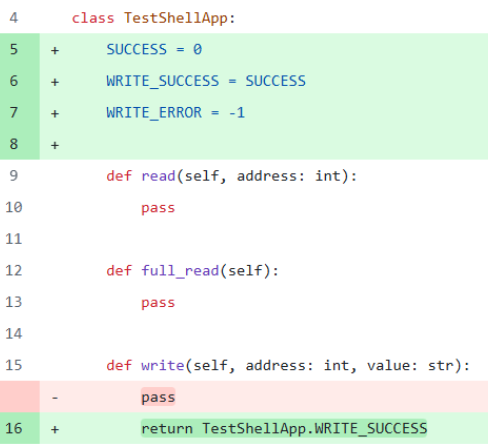 4 class TestShellApp:
5 + SUCCESS = 0
6 + WRITE_SUCCESS = SUCCESS
7 + WRITE_ERROR = -1
8 +
9 def read(self, address: int):
10 pass
11
12 def full_read(self):
13 pass
14
15 def write(self, address: int, value: str):
- pass
16 + return TestShellApp.WRITE_SUCCESS